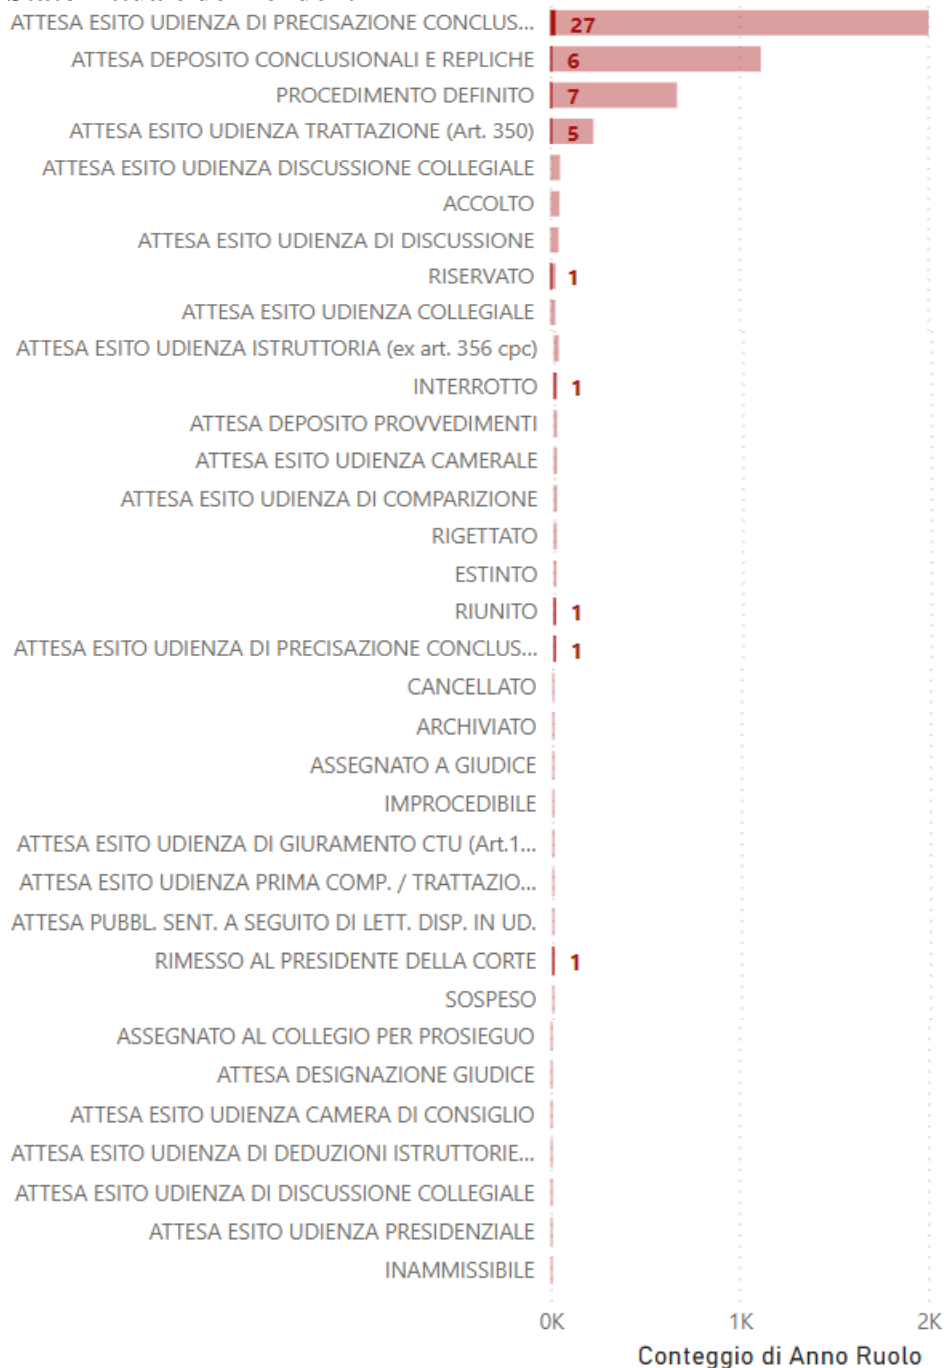 ATTESA ESITO UDIENZA DI PRECISAZIONE CONCLUS... 27
ATTESA DEPOSITO CONCLUSIONALI E REPLICHE 6
PROCEDIMENTO DEFINITO 7
ATTESA ESITO UDIENZA TRATTAZIONE (Art. 350) 5
ATTESA ESITO UDIENZA DISCUSSIONE COLLEGIALE
ACCOLTO
ATTESA ESITO UDIENZA DI DISCUSSIONE
RISERVATO 1
ATTESA ESITO UDIENZA COLLEGIALE
ATTESA ESITO UDIENZA ISTRUTTORIA (ex art. 356 cpc)
INTERROTTO 1
ATTESA DEPOSITO PROVVEDIMENTI
ATTESA ESITO UDIENZA CAMERALE
ATTESA ESITO UDIENZA DI COMPARIZIONE
RIGETTATO
ESTINTO
RIUNITO 1
ATTESA ESITO UDIENZA DI PRECISAZIONE CONCLUS... 1
CANCELLATO
ARCHIVIATO
ASSEGNATO A GIUDICE
IMPROCEDIBILE
ATTESA ESITO UDIENZA DI GIURAMENTO CTU (Art.1...
ATTESA ESITO UDIENZA PRIMA COMP. / TRATTAZIO...
ATTESA PUBBL. SENT. A SEGUITO DI LETT. DISP. IN UD.
RIMESSO AL PRESIDENTE DELLA CORTE 1
SOSPESO
ASSEGNATO AL COLLEGIO PER PROSIEGUO
ATTESA DESIGNAZIONE GIUDICE
ATTESA ESITO UDIENZA CAMERA DI CONSIGLIO
ATTESA ESITO UDIENZA DI DEDUZIONI ISTRUTTORIE...
ATTESA ESITO UDIENZA DI DISCUSSIONE COLLEGIALE
ATTESA ESITO UDIENZA PRESIDENZIALE
INAMMISSIBILE
0K 1K 2K
Conteggio di Anno Ruolo